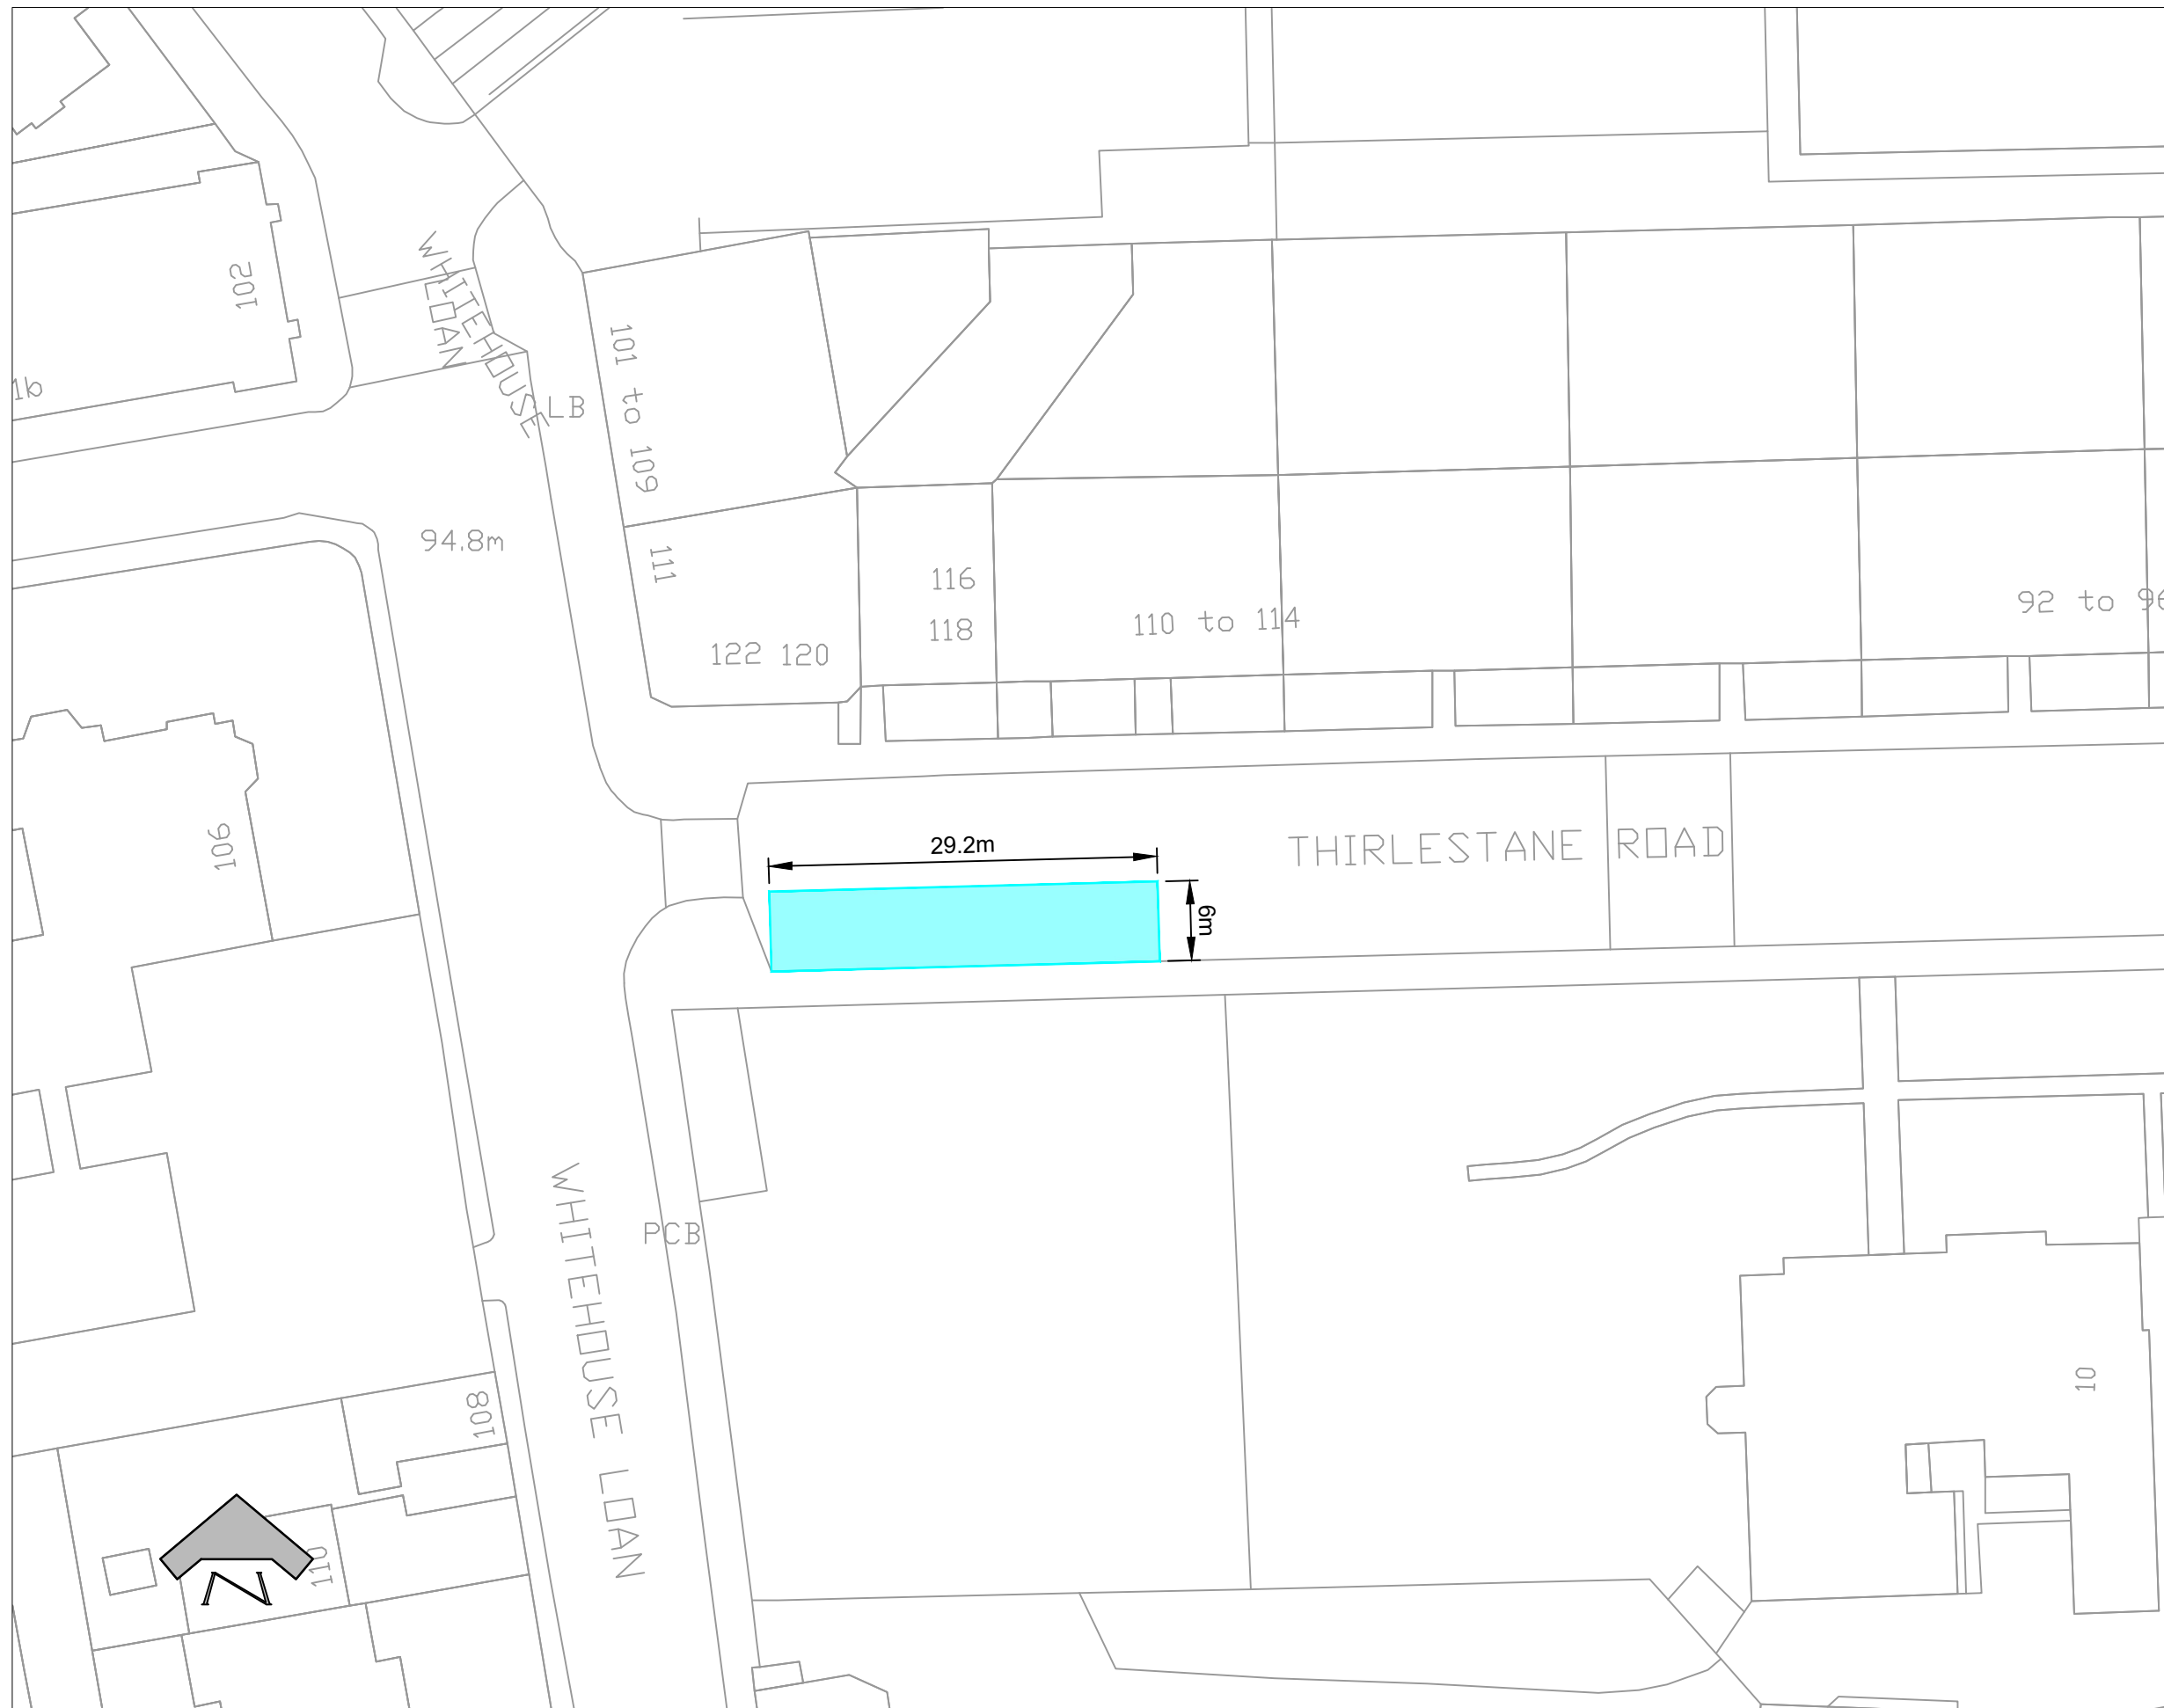 102
WHITEHOUSE
LOAN
101 to 109
1b
LB
94.8m
111
116
118
110 to 114
92 to 96
122 120
106
29.2m
THIRLESTANE ROAD
6m
WHITEHOUSE LOAN
PCB
108
10
110
N